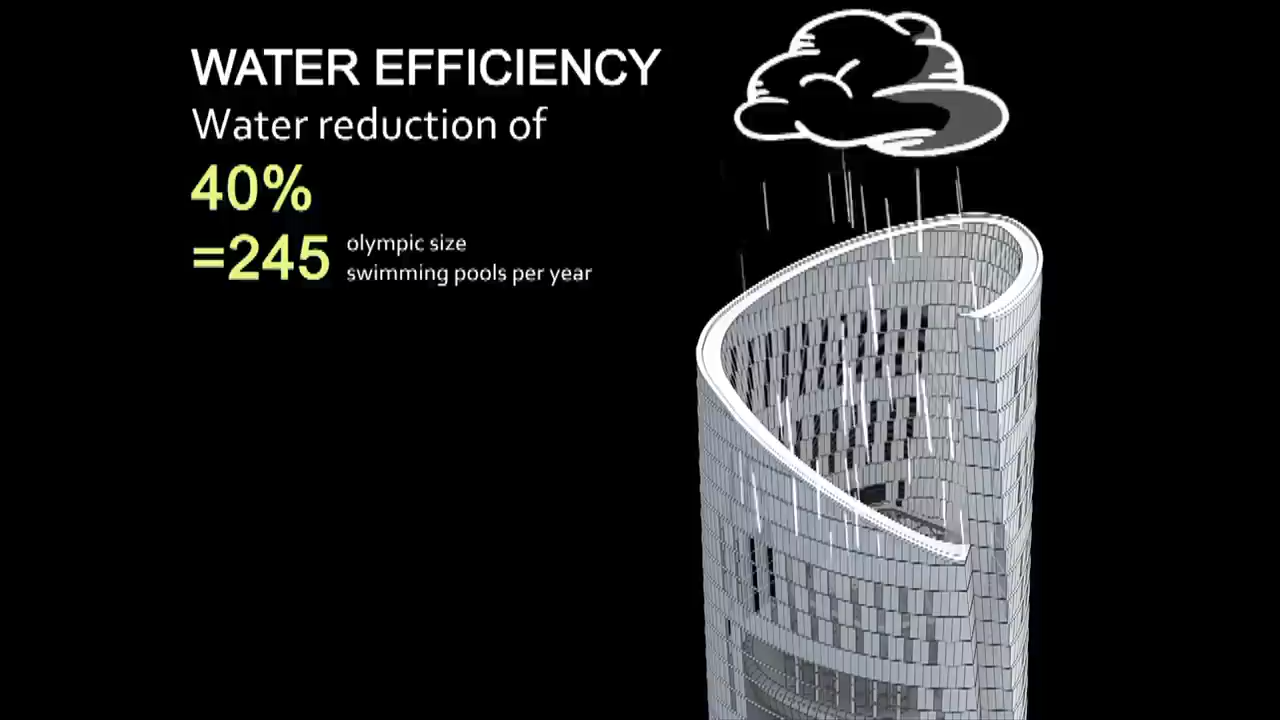 WATER EFFICIENCY
Water reduction of
40%
=245 olympic size
swimming pools per year